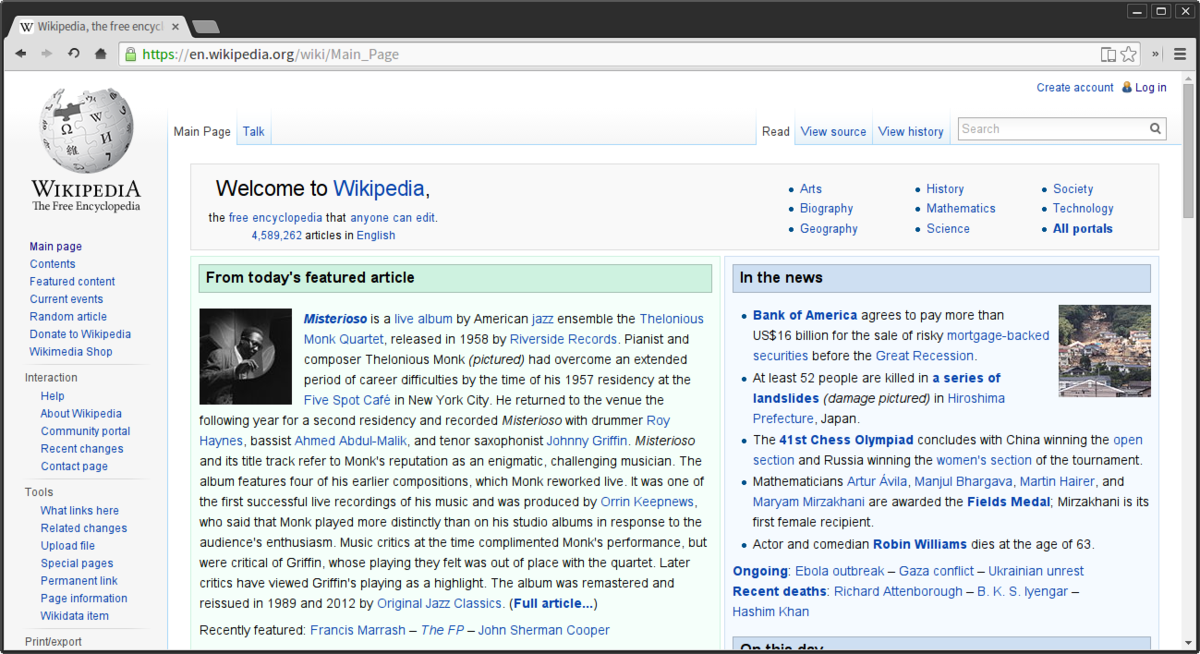 Wikipedia, the free encycl
https://en.wikipedia.org/wiki/Main_Page
Create account Log in
Main Page Talk Read View source View history Search
WIKIPEDIA
The Free Encyclopedia
Main page
Contents
Featured content
Current events
Random article
Donate to Wikipedia
Wikimedia Shop
Interaction
Help
About Wikipedia
Community portal
Recent changes
Contact page
Tools
What links here
Related changes
Upload file
Special pages
Permanent link
Page information
Wikidata item
Print/export
Welcome to Wikipedia,
the free encyclopedia that anyone can edit.
4,589,262 articles in English
• Arts
• Biography
• Geography
• History
• Mathematics
• Science
• Society
• Technology
• All portals
From today's featured article
Misterioso is a live album by American jazz ensemble the Thelonious
Monk Quartet, released in 1958 by Riverside Records. Pianist and
composer Thelonious Monk (pictured) had overcome an extended
period of career difficulties by the time of his 1957 residency at the
Five Spot Café in New York City. He returned to the venue the
following year for a second residency and recorded Misterioso with drummer Roy
Haynes, bassist Ahmed Abdul-Malik, and tenor saxophonist Johnny Griffin. Misterioso
and its title track refer to Monk's reputation as an enigmatic, challenging musician. The
album features four of his earlier compositions, which Monk reworked live. It was one of
the first successful live recordings of his music and was produced by Orrin Keepnews,
who said that Monk played more distinctly than on his studio albums in response to the
audience's enthusiasm. Music critics at the time complimented Monk's performance, but
were critical of Griffin, whose playing they felt was out of place with the quartet. Later
critics have viewed Griffin's playing as a highlight. The album was remastered and
reissued in 1989 and 2012 by Original Jazz Classics. (Full article...)
Recently featured: Francis Marrash – The FP – John Sherman Cooper
In the news
• Bank of America agrees to pay more than
US$16 billion for the sale of risky mortgage-backed
securities before the Great Recession.
• At least 52 people are killed in a series of
landslides (damage pictured) in Hiroshima
Prefecture, Japan.
• The 41st Chess Olympiad concludes with China winning the open
section and Russia winning the women's section of the tournament.
• Mathematicians Artur Ávila, Manjul Bhargava, Martin Hairer, and
Maryam Mirzakhani are awarded the Fields Medal; Mirzakhani is its
first female recipient.
• Actor and comedian Robin Williams dies at the age of 63.
Ongoing: Ebola outbreak – Gaza conflict – Ukrainian unrest
Recent deaths: Richard Attenborough – B. K. S. Iyengar –
Hashim Khan
On this day